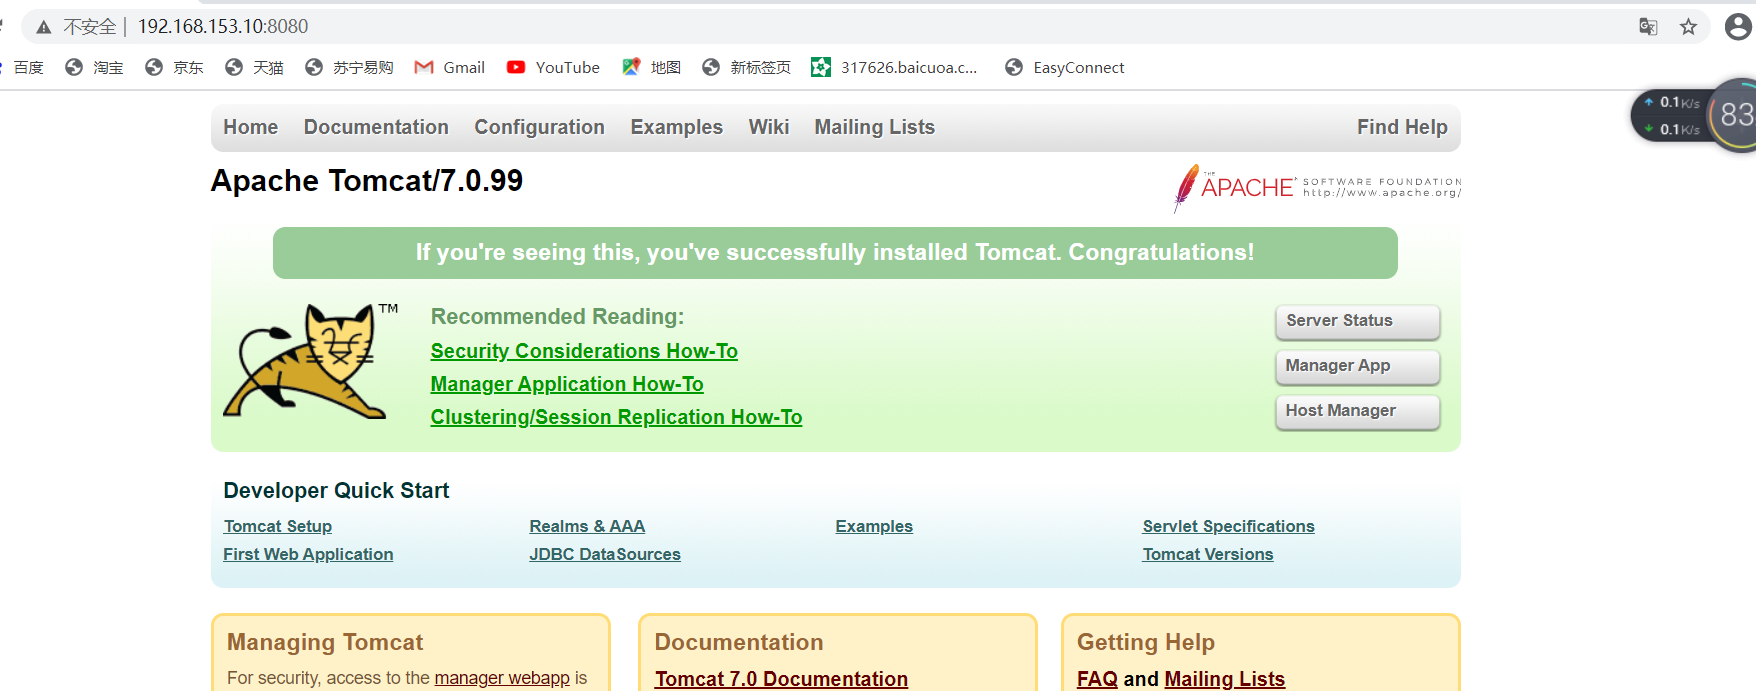 不安全 | 192.168.153.10:8080
百度 淘宝 京东 天猫 苏宁易购 Gmail YouTube 地图 新标签页 317626.baicuoa.c... EasyConnect
0.1K/s
0.1K/s
83
Home Documentation Configuration Examples Wiki Mailing Lists Find Help
Apache Tomcat/7.0.99
THE APACHE SOFTWARE FOUNDATION
http://www.apache.org/
If you're seeing this, you've successfully installed Tomcat. Congratulations!
TM
Recommended Reading:
Security Considerations How-To
Manager Application How-To
Clustering/Session Replication How-To
Server Status
Manager App
Host Manager
Developer Quick Start
Tomcat Setup Realms & AAA Examples Servlet Specifications
First Web Application JDBC DataSources Tomcat Versions
Managing Tomcat
For security, access to the manager webapp is
Documentation
Tomcat 7.0 Documentation
Getting Help
FAQ and Mailing Lists